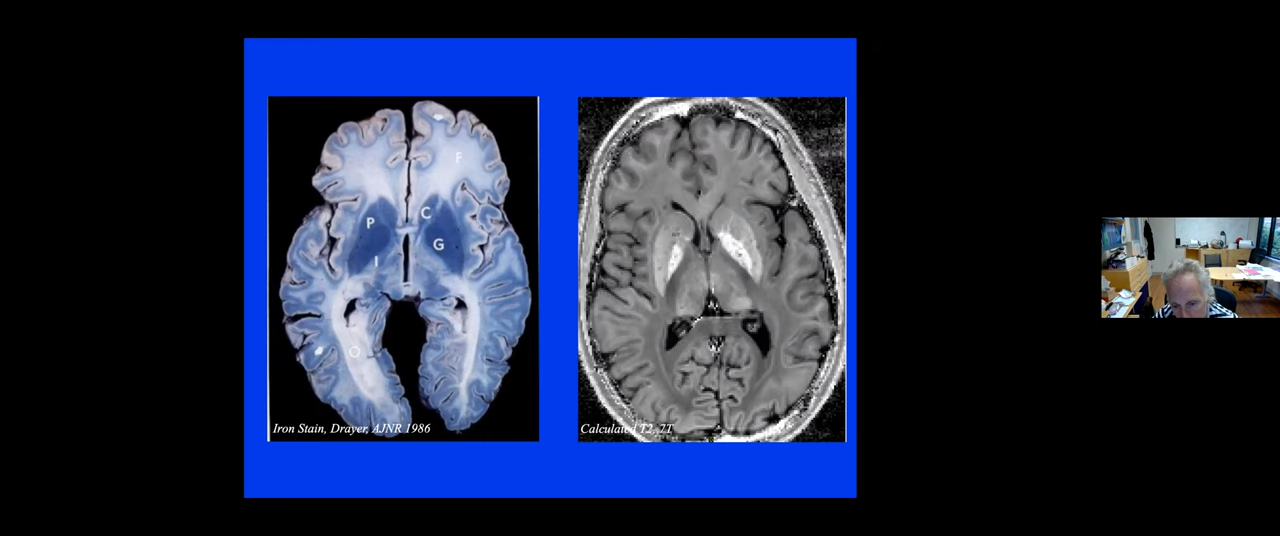 F
P
C
G
I
O
Iron Stain, Drayer, AJNR 1986
Calculated T2, 7T